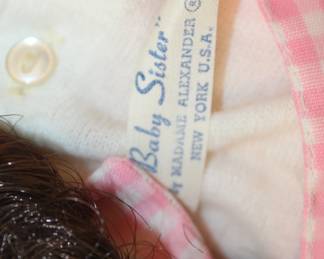 "Baby Sister"
BY MADAME ALEXANDER ®
NEW YORK U.S.A.